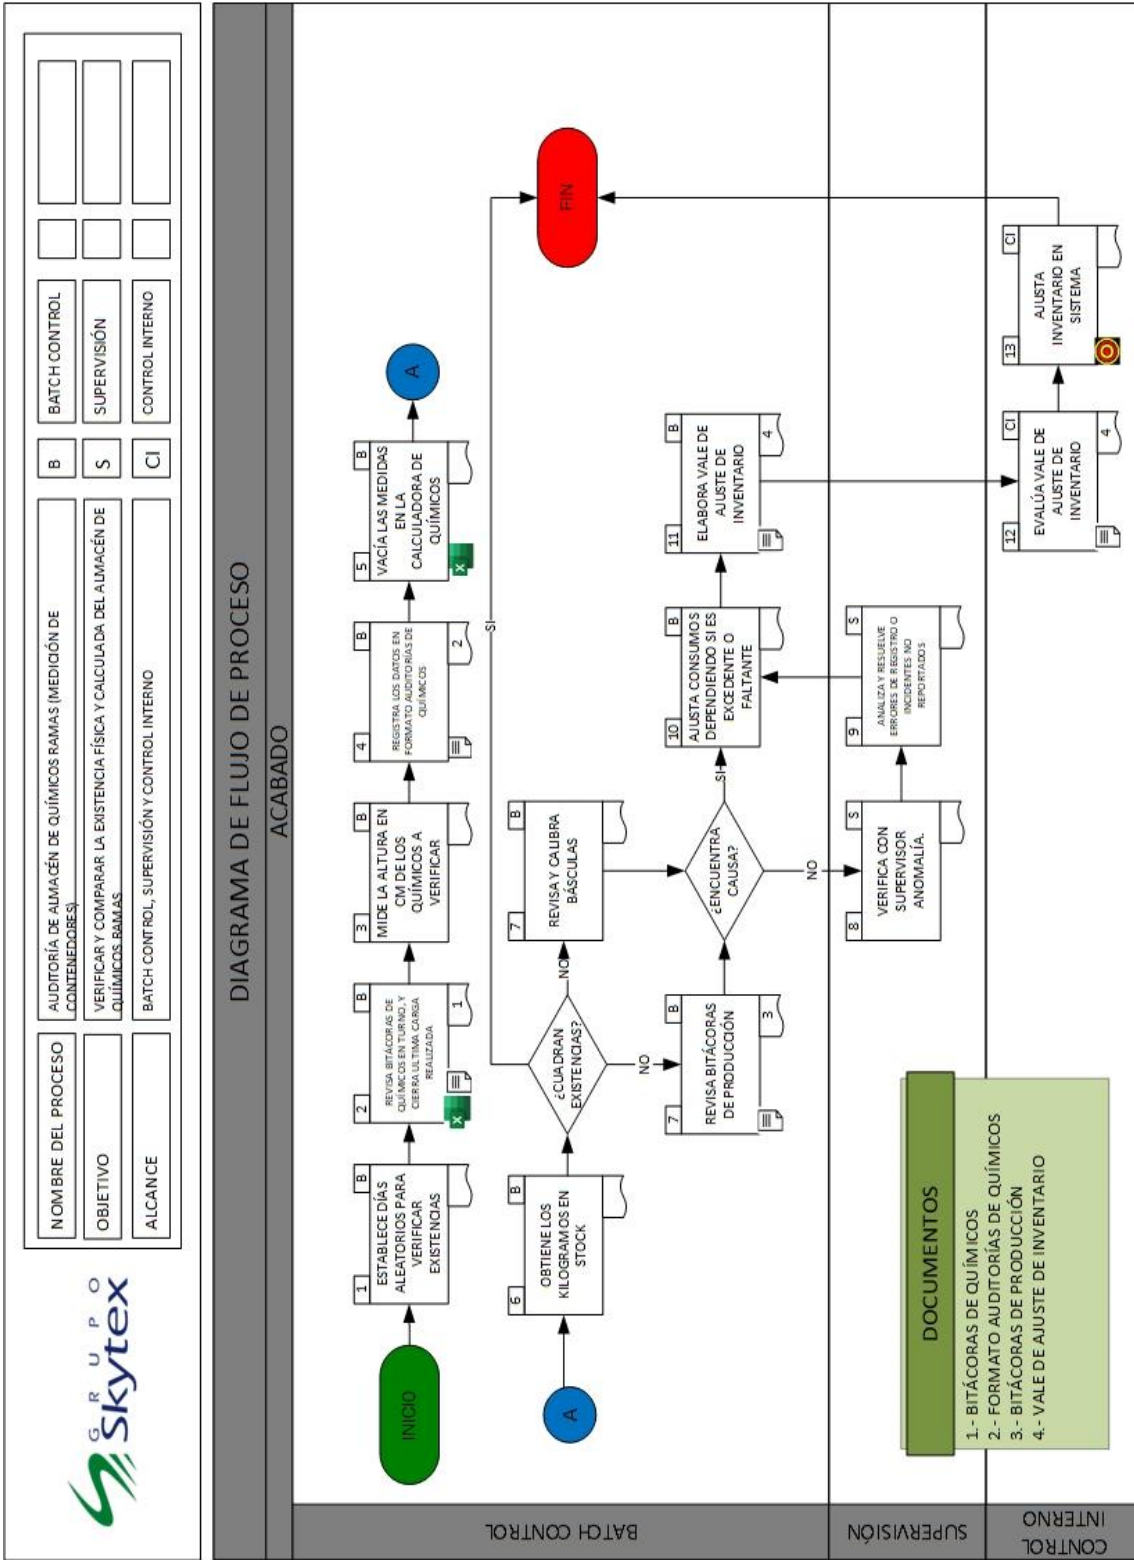 GRUPO
Skytex
NOMBRE DEL PROCESO
AUDITORÍA DE ALMACÉN DE QUÍMICOS RAMAS (MEDICIÓN DE
CONTENEDORES)
B
BATCH CONTROL
OBJETIVO
VERIFICAR Y COMPARAR LA EXISTENCIA FÍSICA Y CALCULADA DEL ALMACÉN DE
QUÍMICOS RAMAS
S
SUPERVISIÓN
ALCANCE
BATCH CONTROL, SUPERVISIÓN Y CONTROL INTERNO
CI
CONTROL INTERNO
DIAGRAMA DE FLUJO DE PROCESO
ACABADO
BATCH CONTROL
INICIO
1
B
ESTABLECE DÍAS
ALEATORIOS PARA
VERIFICAR
EXISTENCIAS
2
B
REVISA BITÁCORAS DE
QUÍMICOS EN TURNO, Y
CIERRA ULTIMA CARGA
REALIZADA
X
1
3
B
MIDE LA ALTURA EN
CM DE LOS
QUÍMICOS A
VERIFICAR
4
B
REGISTRA LOS DATOS EN
FORMATO AUDITORÍAS DE
QUÍMICOS
2
5
B
VACÍA LAS MEDIDAS
EN LA
CALCULADORA DE
QUÍMICOS
X
A
A
6
B
OBTIENE LOS
KILOGRAMOS EN
STOCK
¿CUADRAN
EXISTENCIAS?
SI
NO
NO
7
B
REVISA Y CALIBRA
BÁSCULAS
FIN
7
B
REVISA BITÁCORAS
DE PRODUCCIÓN
3
¿ENCUENTRA
CAUSA?
SI
NO
10
B
AJUSTA CONSUMOS
DEPENDIENDO SI ES
EXCEDENTE O
FALTANTE
11
B
ELABORA VALE DE
AJUSTE DE
INVENTARIO
4
SUPERVISIÓN
8
S
VERIFICA CON
SUPERVISOR
ANOMALÍA.
9
S
ANALIZA Y RESUELVE
ERRORES DE REGISTRO O
INCIDENTES NO
REPORTADOS
CONTROL
INTERNO
12
CI
EVALÚA VALE DE
AJUSTE DE
INVENTARIO
4
13
CI
AJUSTA
INVENTARIO EN
SISTEMA
DOCUMENTOS
1.- BITÁCORAS DE QUÍMICOS
2.- FORMATO AUDITORÍAS DE QUÍMICOS
3.- BITÁCORAS DE PRODUCCIÓN
4.- VALE DE AJUSTE DE INVENTARIO